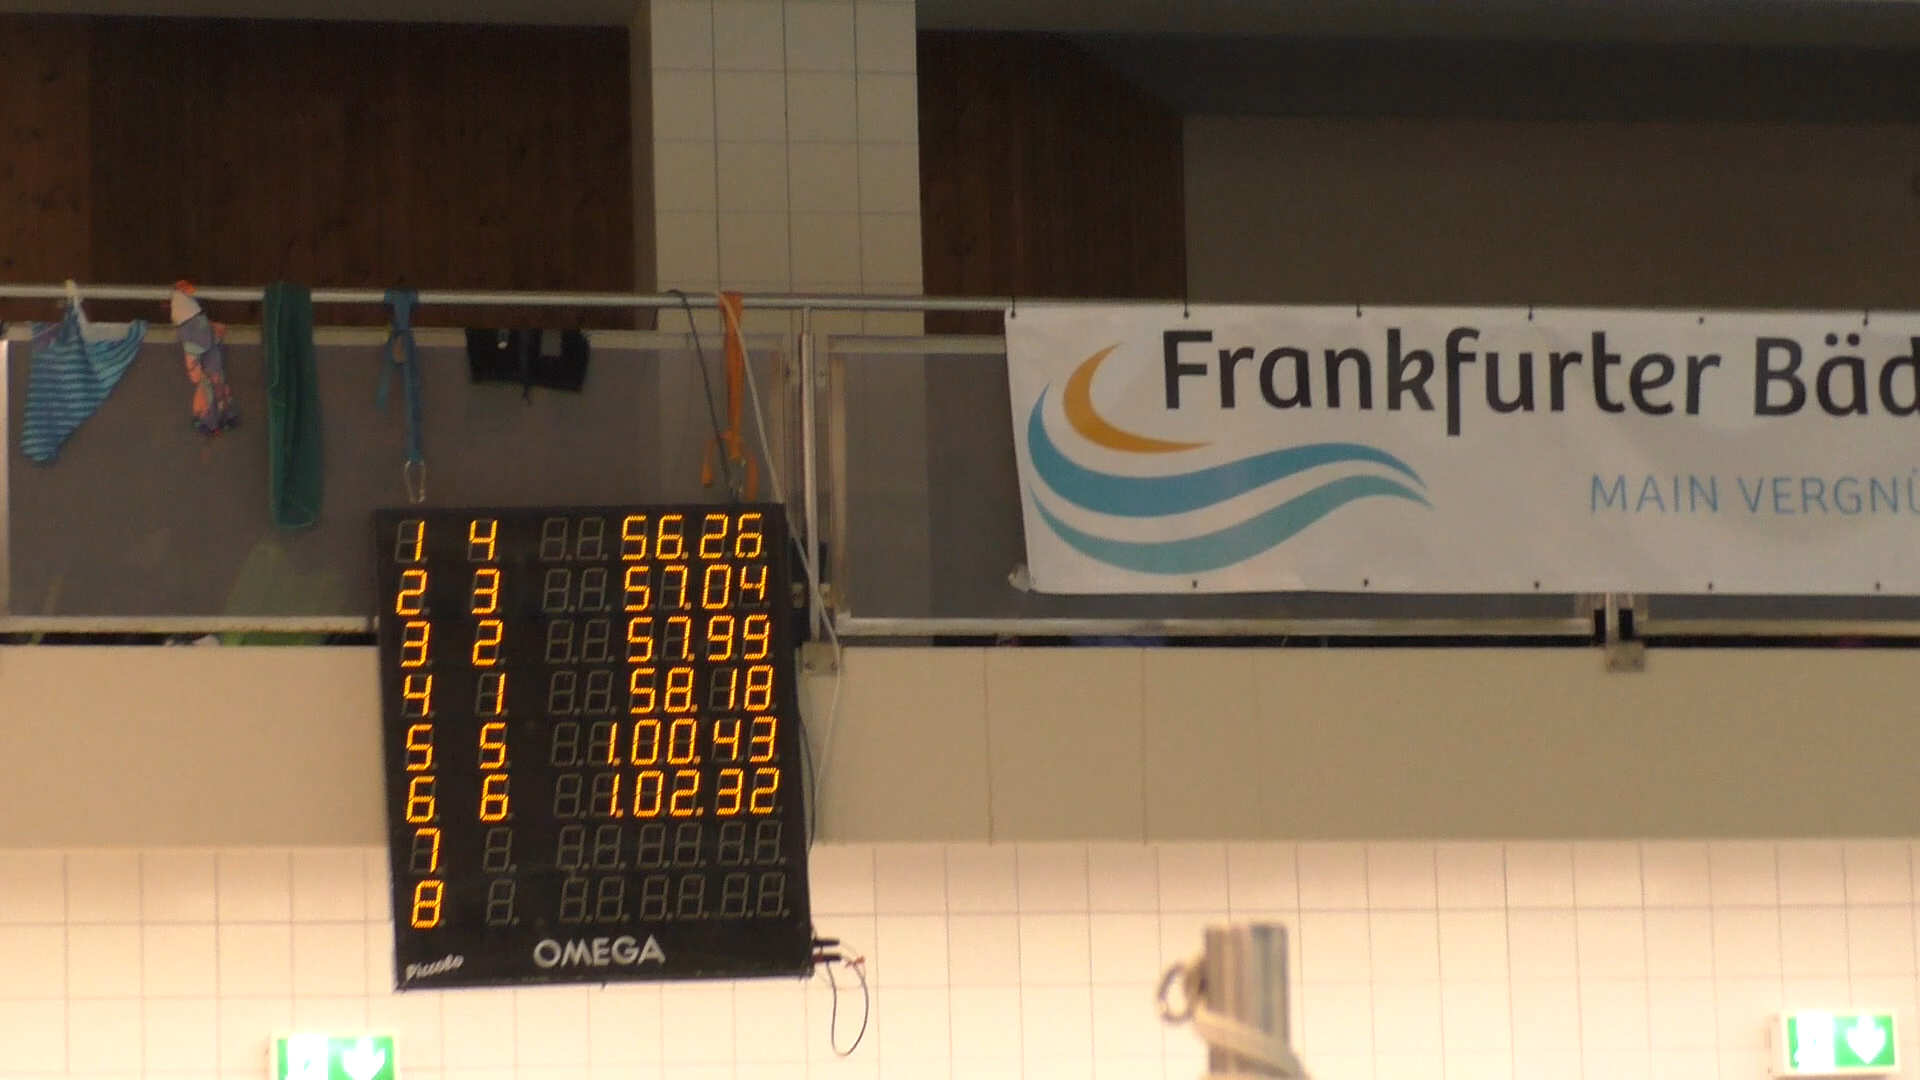 Frankfurter Bäd
MAIN VERGNÜ
1 4 56.26
2 3 57.04
3 2 57.99
4 1 58.18
5 5 1.00.43
6 6 1.02.32
7
8
Piccolo OMEGA